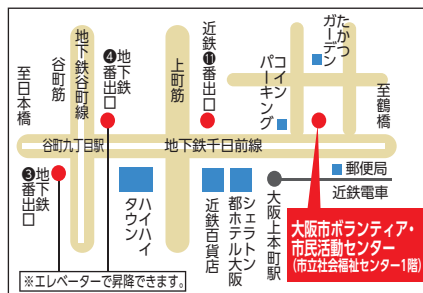 至日本橋
谷町筋
地下鉄谷町線
地下鉄
❹番出口
上町筋
近鉄
⓫番出口
コイン
パーキング
たかつ
ガーデン
至鶴橋
谷町九丁目駅
地下鉄千日前線
❸番出口
ハイハイ
タウン
近鉄百貨店
シェラトン
都ホテル大阪
大阪上本町駅
郵便局
近鉄電車
大阪市ボランティア・
市民活動センター
(市立社会福祉センター1階)
※エレベーターで昇降できます。